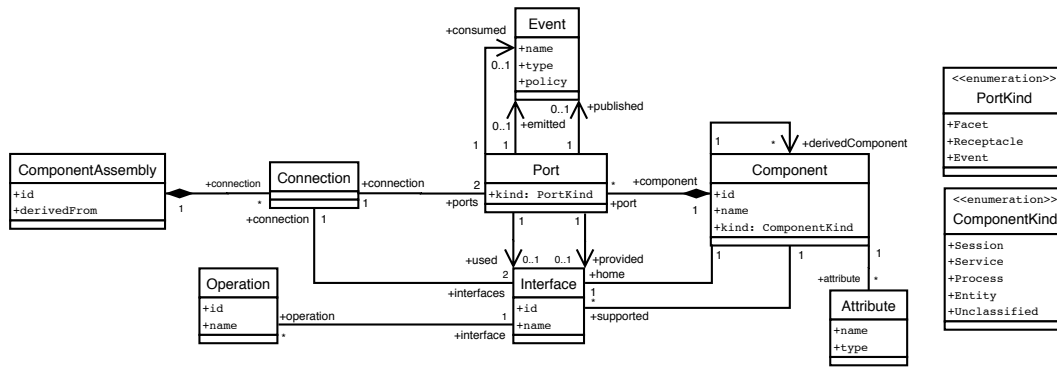 Event
+name
+type
+policy
+consumed
0..1
0..1
+emitted
0..1
+published
1
1
1
<<enumeration>>
PortKind
+Facet
+Receptacle
+Event
ComponentAssembly
+id
+derivedFrom
1
+connection
*
Connection
+connection
1
2
+ports
Port
+kind: PortKind
*
+port
+component
1
1
*
+derivedComponent
Component
+id
+name
+kind: ComponentKind
<<enumeration>>
ComponentKind
+Session
+Service
+Process
+Entity
+Unclassified
+connection
1
1
1
+used
0..1
0..1
+provided
1
1
1
+home
1
*
+supported
+attribute
*
2
+interfaces
Operation
+id
+name
+operation
*
1
+interface
Interface
+id
+name
Attribute
+name
+type